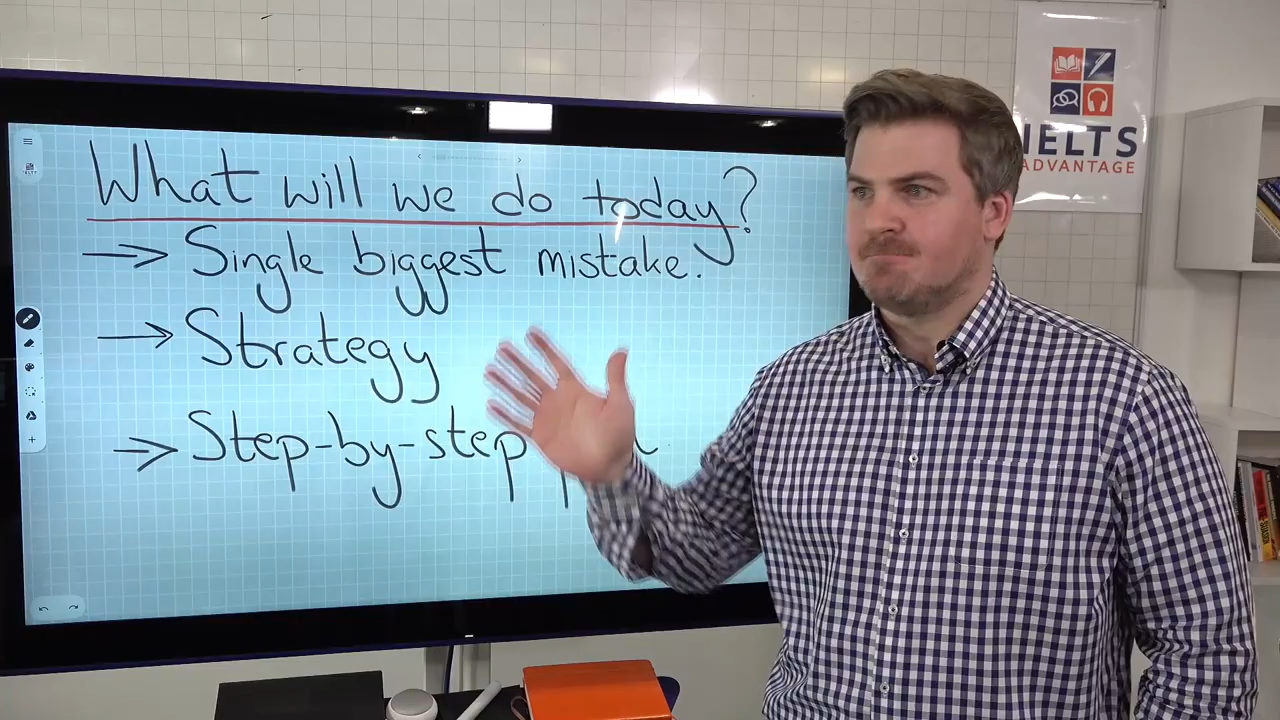 What will we do today?
→ Single biggest mistake.
→ Strategy
→ Step-by-step
IELTS
ADVANTAGE